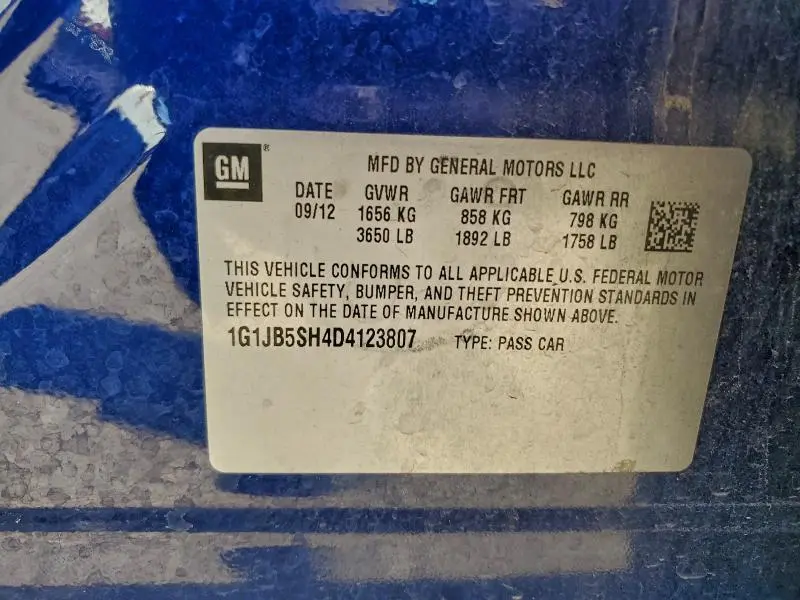 GM®
MFD BY GENERAL MOTORS LLC
DATE GVWR GAWR FRT GAWR RR
09/12 1656 KG 858 KG 798 KG
3650 LB 1892 LB 1758 LB
THIS VEHICLE CONFORMS TO ALL APPLICABLE U.S. FEDERAL MOTOR
VEHICLE SAFETY, BUMPER, AND THEFT PREVENTION STANDARDS IN
EFFECT ON THE DATE OF MANUFACTURE SHOWN ABOVE.
1G1JB5SH4D4123807 TYPE: PASS CAR